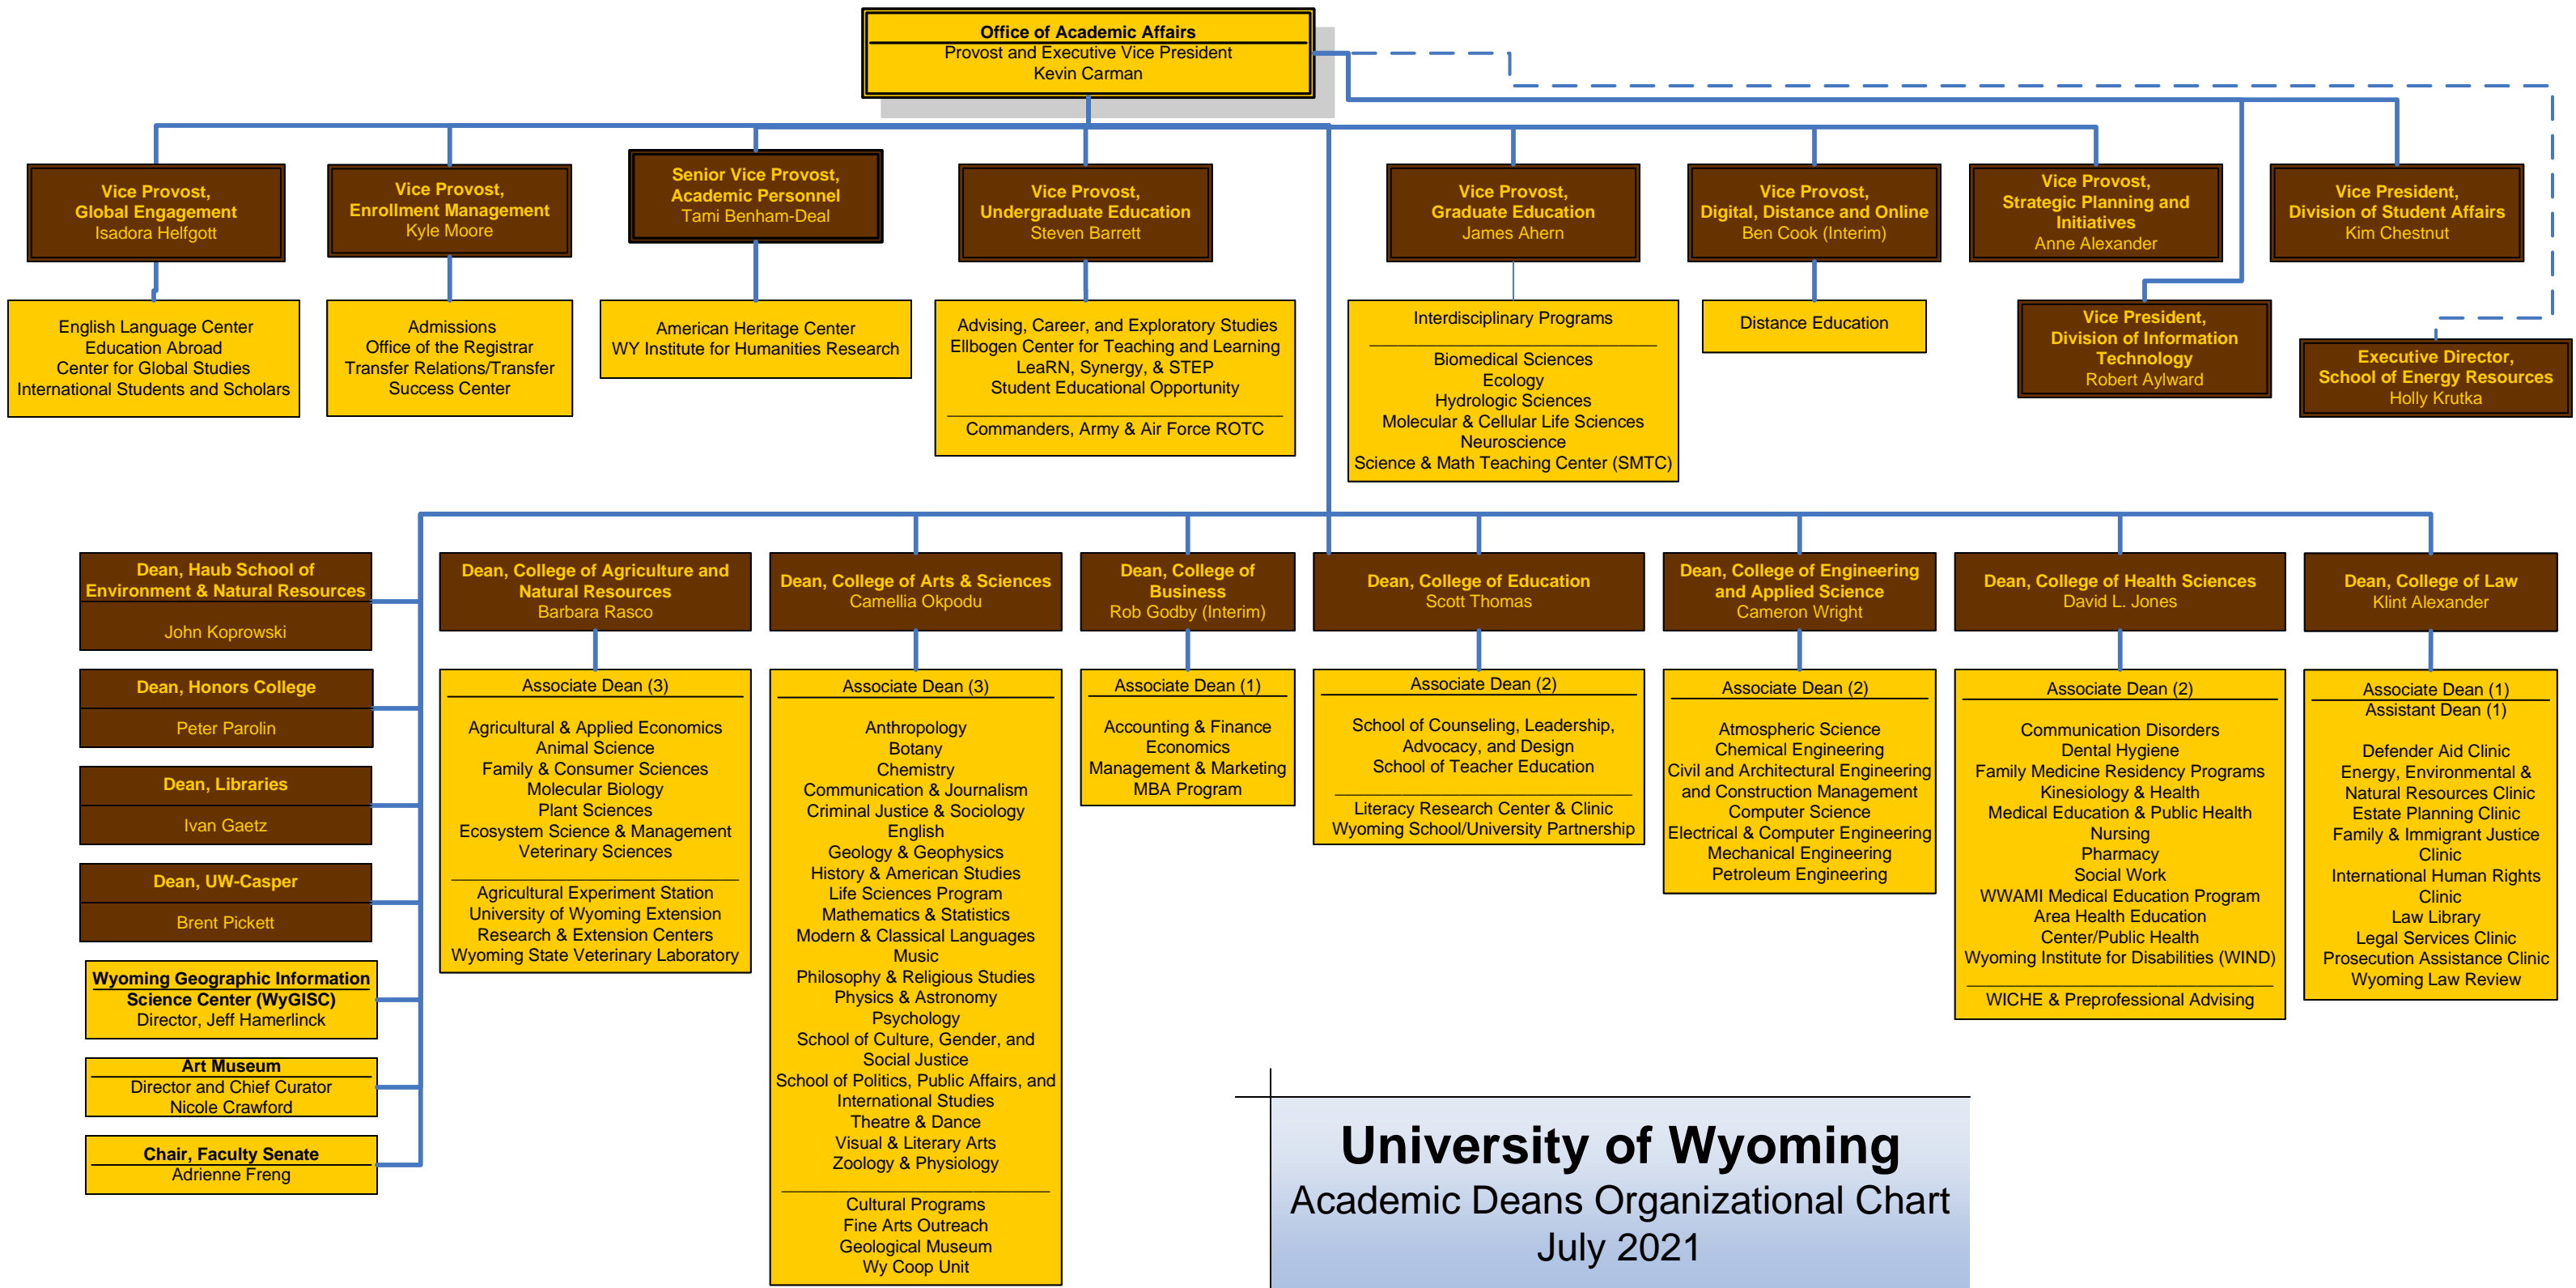 Office of Academic Affairs
Provost and Executive Vice President
Kevin Carman
Vice Provost,
Global Engagement
Isadora Helfgott
Vice Provost,
Enrollment Management
Kyle Moore
Senior Vice Provost,
Academic Personnel
Tami Benham-Deal
Vice Provost,
Undergraduate Education
Steven Barrett
Vice Provost,
Graduate Education
James Ahern
Vice Provost,
Digital, Distance and Online
Ben Cook (Interim)
Vice Provost,
Strategic Planning and
Initiatives
Anne Alexander
Vice President,
Division of Student Affairs
Kim Chestnut
English Language Center
Education Abroad
Center for Global Studies
International Students and Scholars
Admissions
Office of the Registrar
Transfer Relations/Transfer
Success Center
American Heritage Center
WY Institute for Humanities Research
Advising, Career, and Exploratory Studies
Ellbogen Center for Teaching and Learning
LeaRN, Synergy, & STEP
Student Educational Opportunity
Commanders, Army & Air Force ROTC
Interdisciplinary Programs
Biomedical Sciences
Ecology
Hydrologic Sciences
Molecular & Cellular Life Sciences
Neuroscience
Science & Math Teaching Center (SMTC)
Distance Education
Vice President,
Division of Information
Technology
Robert Aylward
Executive Director,
School of Energy Resources
Holly Krutka
Dean, Haub School of
Environment & Natural Resources
John Koprowski
Dean, Honors College
Peter Parolin
Dean, Libraries
Ivan Gaetz
Dean, UW-Casper
Brent Pickett
Wyoming Geographic Information
Science Center (WyGISC)
Director, Jeff Hamerlinck
Art Museum
Director and Chief Curator
Nicole Crawford
Chair, Faculty Senate
Adrienne Freng
Dean, College of Agriculture and
Natural Resources
Barbara Rasco
Associate Dean (3)
Agricultural & Applied Economics
Animal Science
Family & Consumer Sciences
Molecular Biology
Plant Sciences
Ecosystem Science & Management
Veterinary Sciences
Agricultural Experiment Station
University of Wyoming Extension
Research & Extension Centers
Wyoming State Veterinary Laboratory
Dean, College of Arts & Sciences
Camellia Okpodu
Associate Dean (3)
Anthropology
Botany
Chemistry
Communication & Journalism
Criminal Justice & Sociology
English
Geology & Geophysics
History & American Studies
Life Sciences Program
Mathematics & Statistics
Modern & Classical Languages
Music
Philosophy & Religious Studies
Physics & Astronomy
Psychology
School of Culture, Gender, and
Social Justice
School of Politics, Public Affairs, and
International Studies
Theatre & Dance
Visual & Literary Arts
Zoology & Physiology
Cultural Programs
Fine Arts Outreach
Geological Museum
Wy Coop Unit
Dean, College of
Business
Rob Godby (Interim)
Associate Dean (1)
Accounting & Finance
Economics
Management & Marketing
MBA Program
Dean, College of Education
Scott Thomas
Associate Dean (2)
School of Counseling, Leadership,
Advocacy, and Design
School of Teacher Education
Literacy Research Center & Clinic
Wyoming School/University Partnership
Dean, College of Engineering
and Applied Science
Cameron Wright
Associate Dean (2)
Atmospheric Science
Chemical Engineering
Civil and Architectural Engineering
and Construction Management
Computer Science
Electrical & Computer Engineering
Mechanical Engineering
Petroleum Engineering
Dean, College of Health Sciences
David L. Jones
Associate Dean (2)
Communication Disorders
Dental Hygiene
Family Medicine Residency Programs
Kinesiology & Health
Medical Education & Public Health
Nursing
Pharmacy
Social Work
WWAMI Medical Education Program
Area Health Education
Center/Public Health
Wyoming Institute for Disabilities (WIND)
WICHE & Preprofessional Advising
Dean, College of Law
Klint Alexander
Associate Dean (1)
Assistant Dean (1)
Defender Aid Clinic
Energy, Environmental &
Natural Resources Clinic
Estate Planning Clinic
Family & Immigrant Justice
Clinic
International Human Rights
Clinic
Law Library
Legal Services Clinic
Prosecution Assistance Clinic
Wyoming Law Review
University of Wyoming
Academic Deans Organizational Chart
July 2021